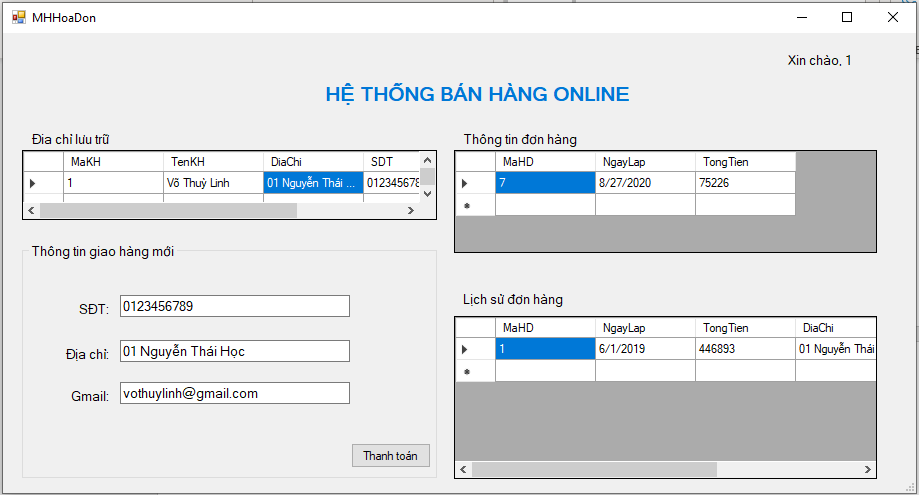 MHHoaDon
Xin chào, 1
HỆ THỐNG BÁN HÀNG ONLINE
Địa chỉ lưu trữ
MaKH TenKH DiaChi SDT
1 Võ Thuỳ Linh 01 Nguyễn Thái ... 012345678
Thông tin giao hàng mới
SĐT: 0123456789
Địa chỉ: 01 Nguyễn Thái Học
Gmail: vothuylinh@gmail.com
Thanh toán
Thông tin đơn hàng
MaHD NgayLap TongTien
7 8/27/2020 75226
Lịch sử đơn hàng
MaHD NgayLap TongTien DiaChi
1 6/1/2019 446893 01 Nguyễn Thái